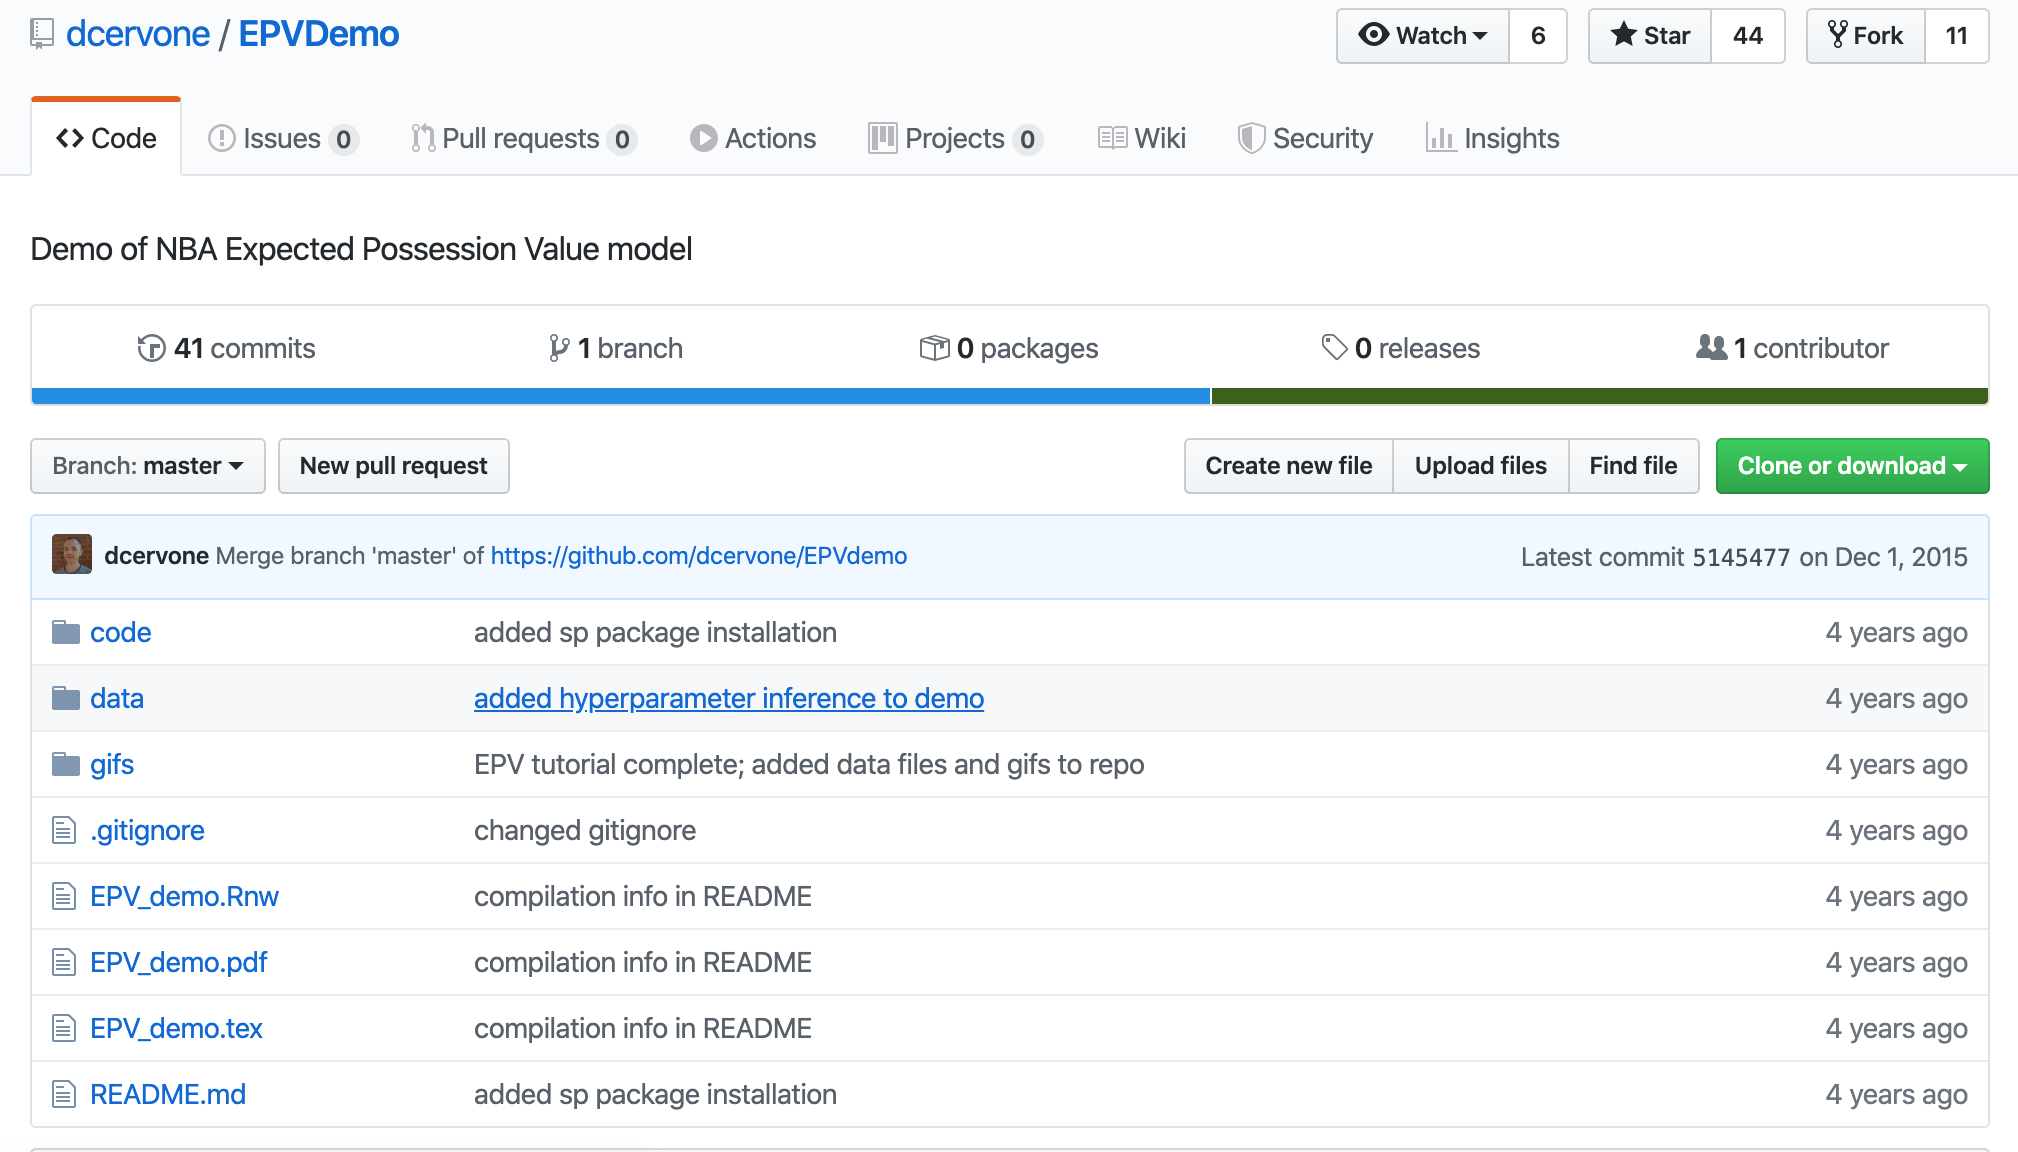 dcervone / EPVDemo
Watch 6 Star 44 Fork 11
Code Issues 0 Pull requests 0 Actions Projects 0 Wiki Security Insights
Demo of NBA Expected Possession Value model
41 commits 1 branch 0 packages 0 releases 1 contributor
Branch: master New pull request Create new file Upload files Find file Clone or download
dcervone Merge branch 'master' of https://github.com/dcervone/EPVdemo Latest commit 5145477 on Dec 1, 2015
code added sp package installation 4 years ago
data added hyperparameter inference to demo 4 years ago
gifs EPV tutorial complete; added data files and gifs to repo 4 years ago
.gitignore changed gitignore 4 years ago
EPV_demo.Rnw compilation info in README 4 years ago
EPV_demo.pdf compilation info in README 4 years ago
EPV_demo.tex compilation info in README 4 years ago
README.md added sp package installation 4 years ago